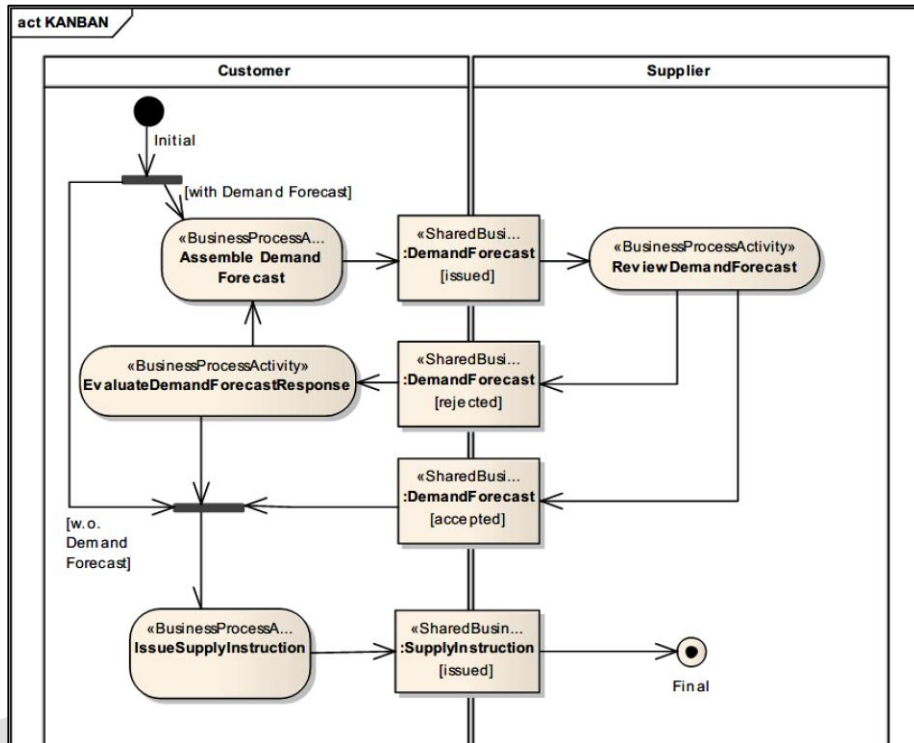 act KANBAN
Customer
Supplier
Initial
[with Demand Forecast]
«BusinessProcessA...
Assemble Demand
Forecast
«SharedBusi...
:DemandForecast
[issued]
«BusinessProcessActivity»
ReviewDemandForecast
«BusinessProcessActivity»
EvaluateDemandForecastResponse
«SharedBusi...
:DemandForecast
[rejected]
«SharedBusi...
:DemandForecast
[accepted]
[w.o.
Demand
Forecast]
«BusinessProcessA...
IssueSupplyInstruction
«SharedBusin...
:SupplyInstruction
[issued]
Final